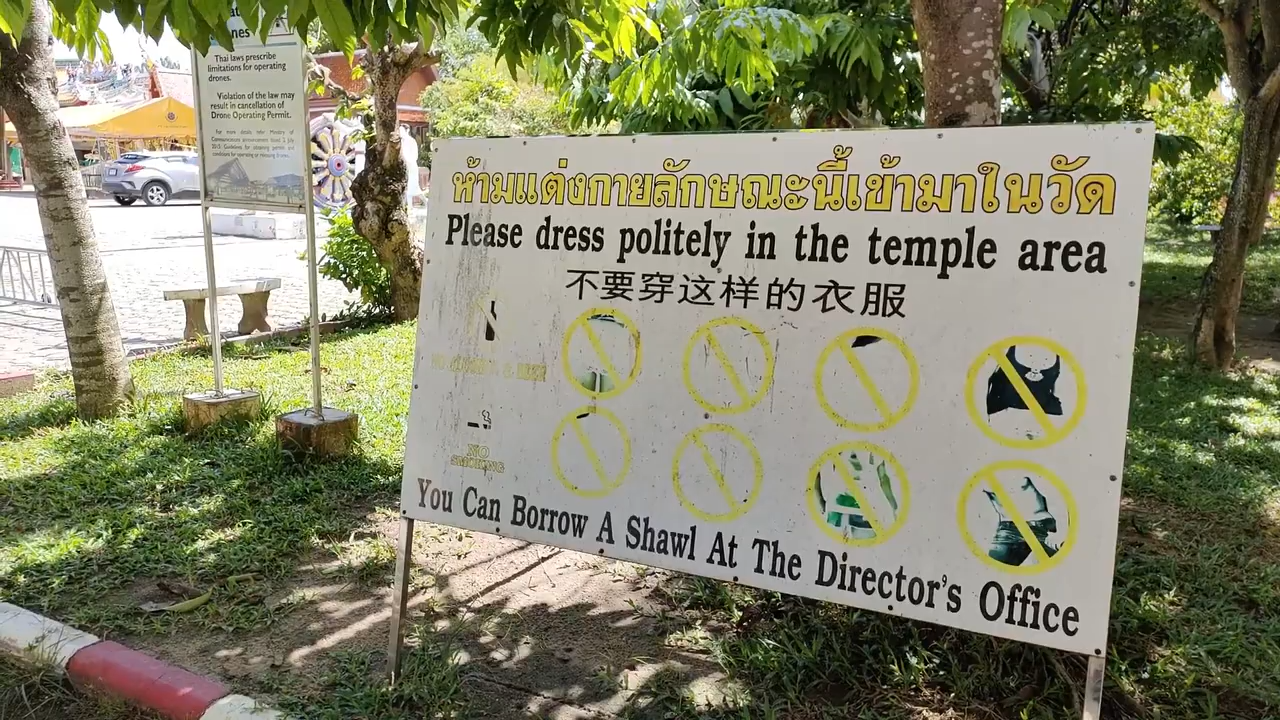 Thai laws prescribe
limitations for operating
drones.
Violation of the law may
result in cancellation of
Drone Operating Permit.
ห้ามแต่งกายลักษณะนี้เข้ามาในวัด
Please dress politely in the temple area
不要穿这样的衣服
NO
SMOKING
You Can Borrow A Shawl At The Director's Office